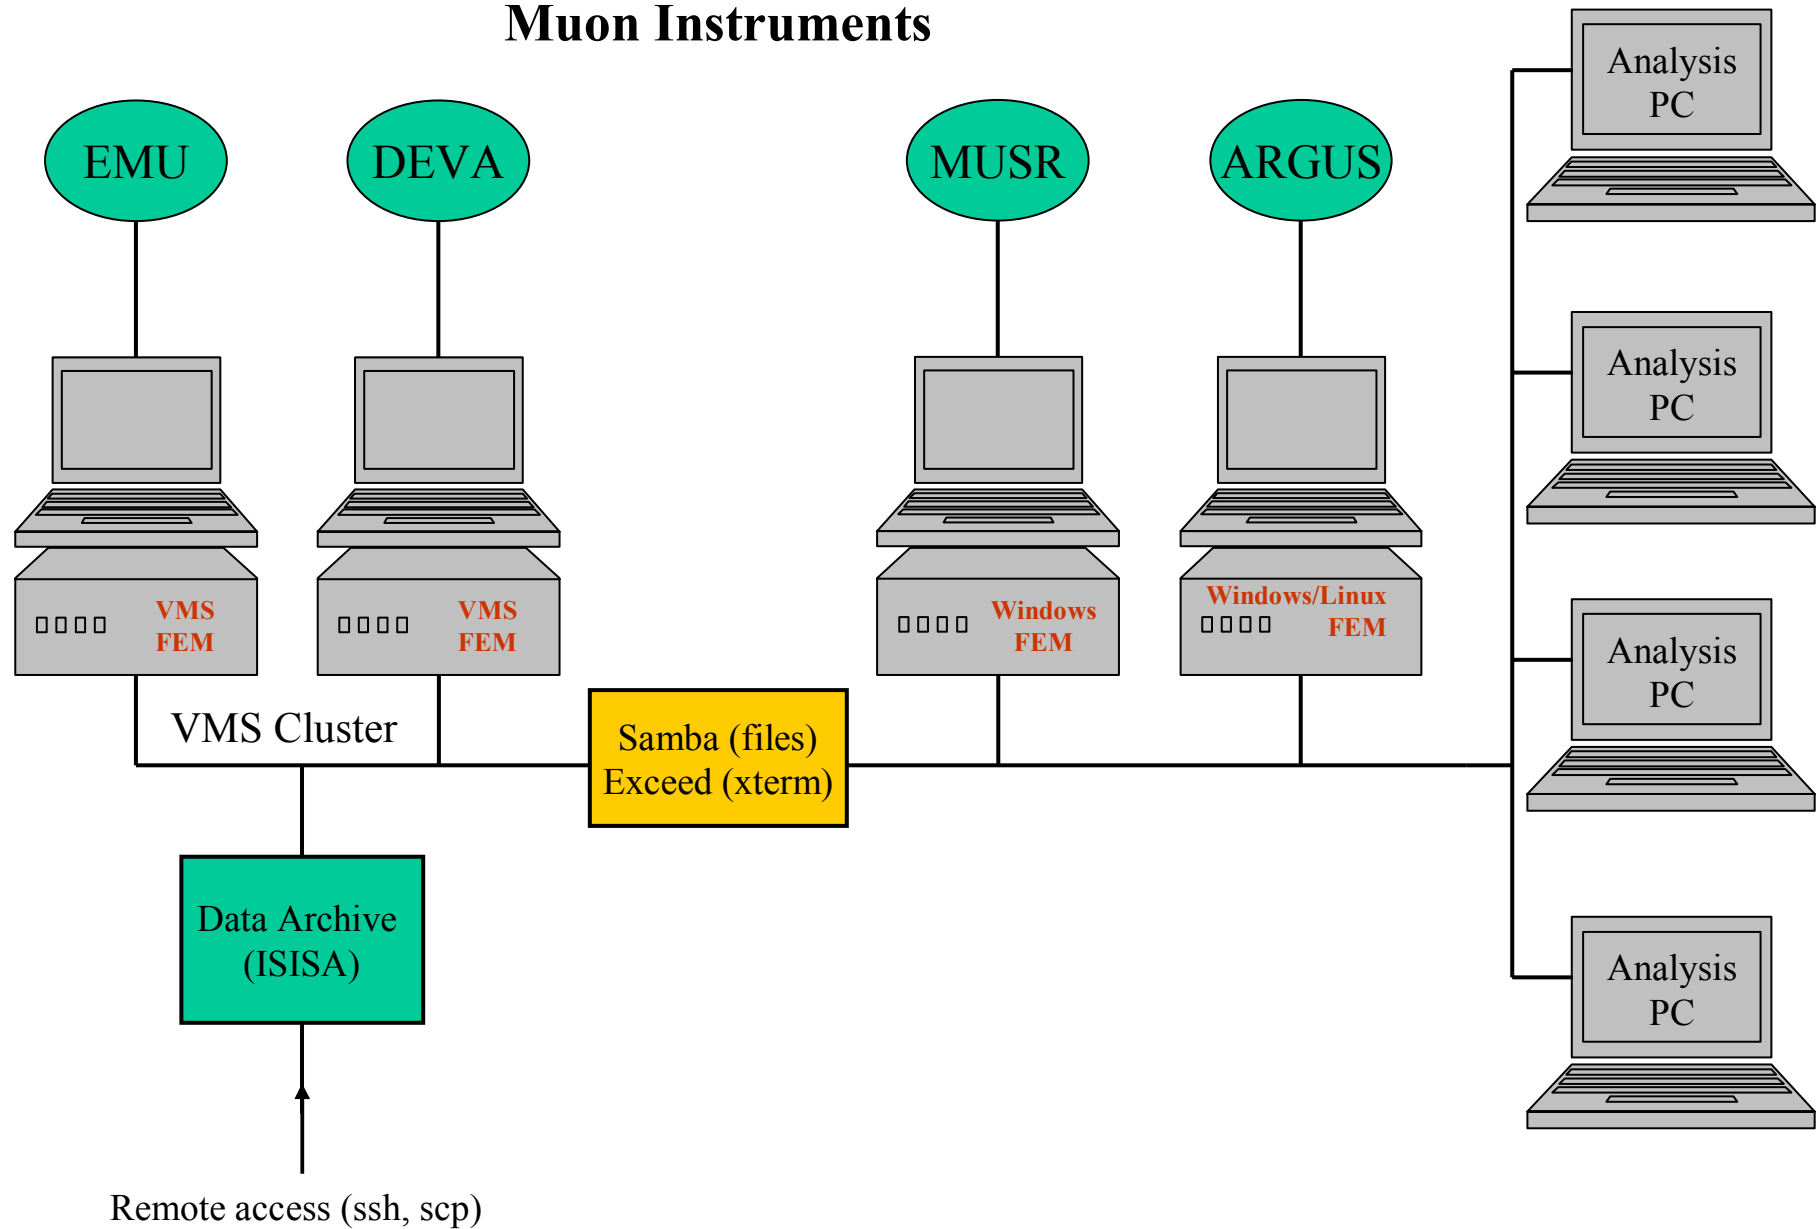 Muon Instruments
EMU
DEVA
MUSR
ARGUS
VMS
FEM
VMS
FEM
Windows
FEM
Windows/Linux
FEM
VMS Cluster
Samba (files)
Exceed (xterm)
Data Archive
(ISISA)
Remote access (ssh, scp)
Analysis
PC
Analysis
PC
Analysis
PC
Analysis
PC